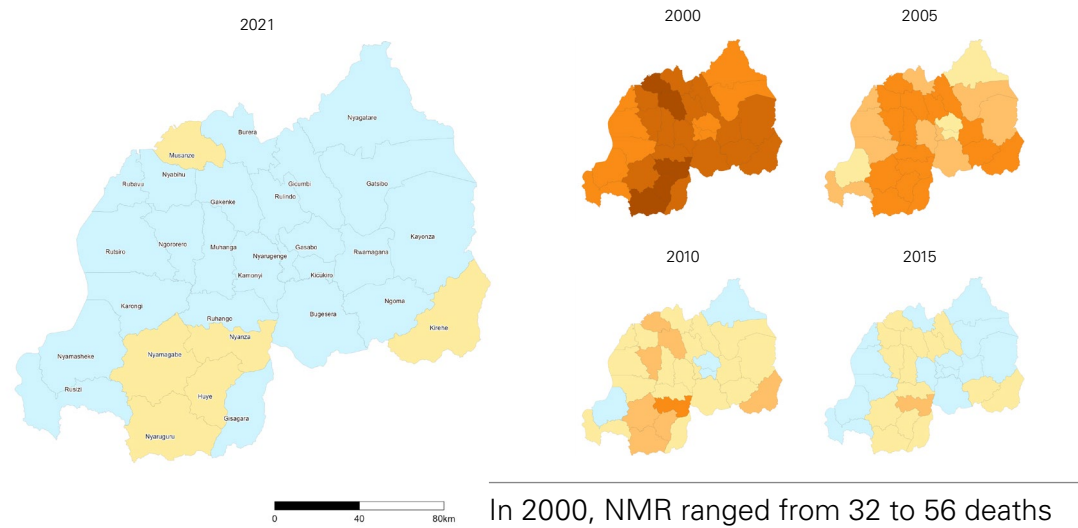 2021
Burera
Nyagatare
Musanze
Rubavu
Nyabihu
Gicumbi
Gatsibo
Gakenke
Rulindo
Rutsiro
Ngororero
Muhanga
Gasabo
Kayonza
Nyarugenge
Rwamagana
Kamonyi
Kicukiro
Karongi
Bugesera
Ngoma
Ruhango
Nyanza
Kirehe
Nyamasheke
Nyamagabe
Rusizi
Huye
Gisagara
Nyaruguru
0 40 80km
2000 2005
2010 2015
In 2000, NMR ranged from 32 to 56 deaths